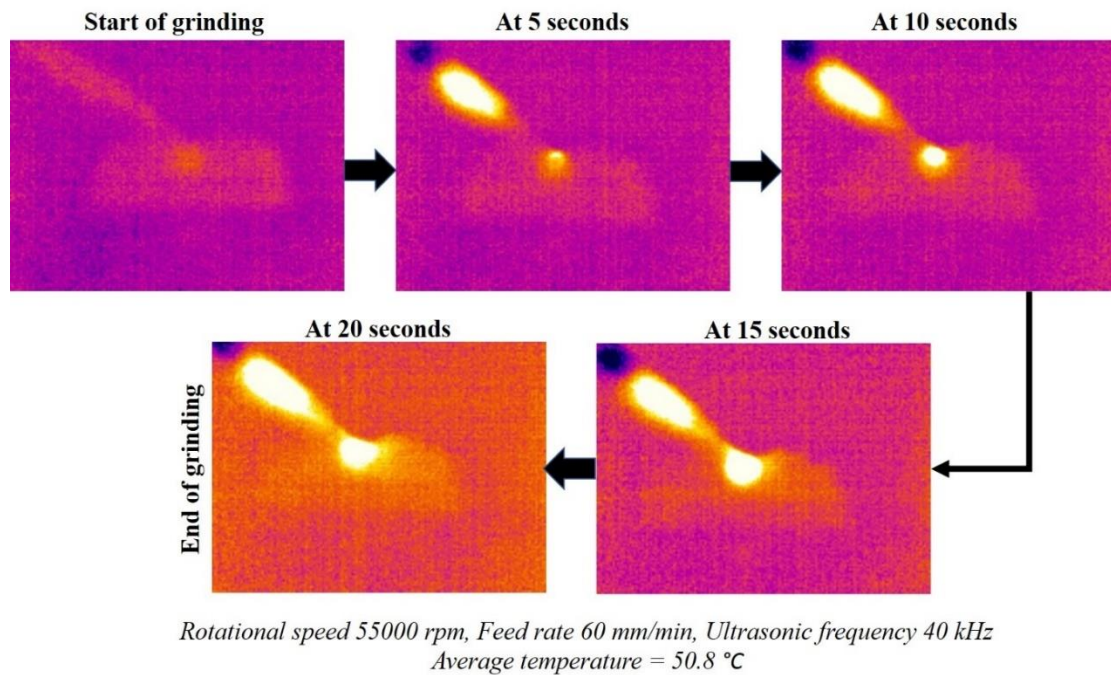 Start of grinding
At 5 seconds
At 10 seconds
At 20 seconds
At 15 seconds
End of grinding
Rotational speed 55000 rpm, Feed rate 60 mm/min, Ultrasonic frequency 40 kHz
Average temperature = 50.8 °C